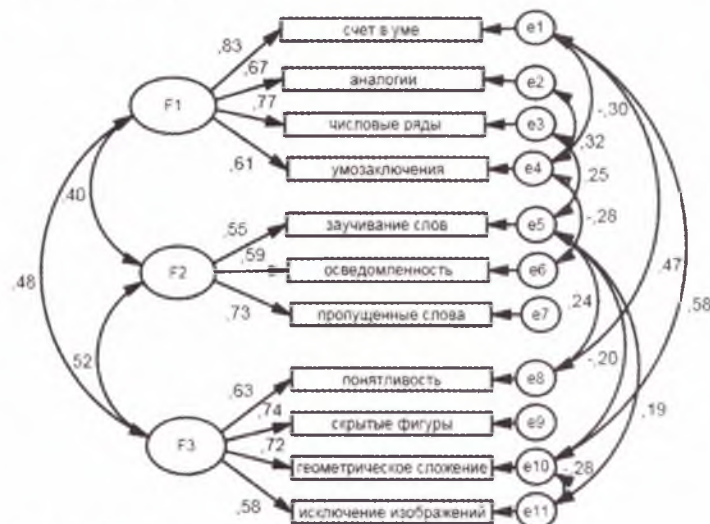 счет в уме
e1
,83
,67
аналогии
e2
F1
,77
-,30
числовые ряды
e3
,32
,61
умозаключения
e4
,25
,40
-,28
,55
заучивание слов
e5
,59
осведомленность
e6
F2
,48
,47
,73
,24
,58
пропущенные слова
e7
52
-,20
,63
понятливость
e8
,74
,19
скрытые фигуры
e9
F3
,72
геометрическое сложение
e10
-,28
,58
исключение изображений
e11